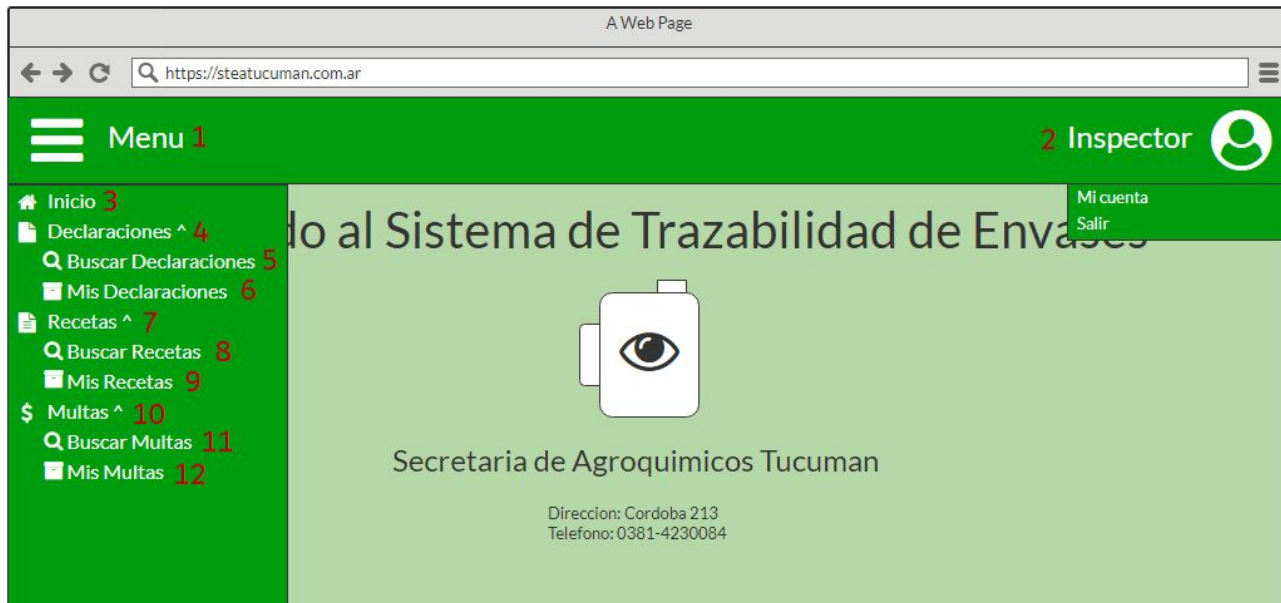 A Web Page
https://steatucuman.com.ar
Menu 1
2 Inspector
Mi cuenta
Salir
Inicio 3
Declaraciones ^ 4
Buscar Declaraciones 5
Mis Declaraciones 6
Recetas ^ 7
Buscar Recetas 8
Mis Recetas 9
$ Multas ^ 10
Buscar Multas 11
Mis Multas 12
do al Sistema de Trazabilidad de Envases
Secretaria de Agroquimicos Tucuman
Direccion: Cordoba 213
Telefono: 0381-4230084